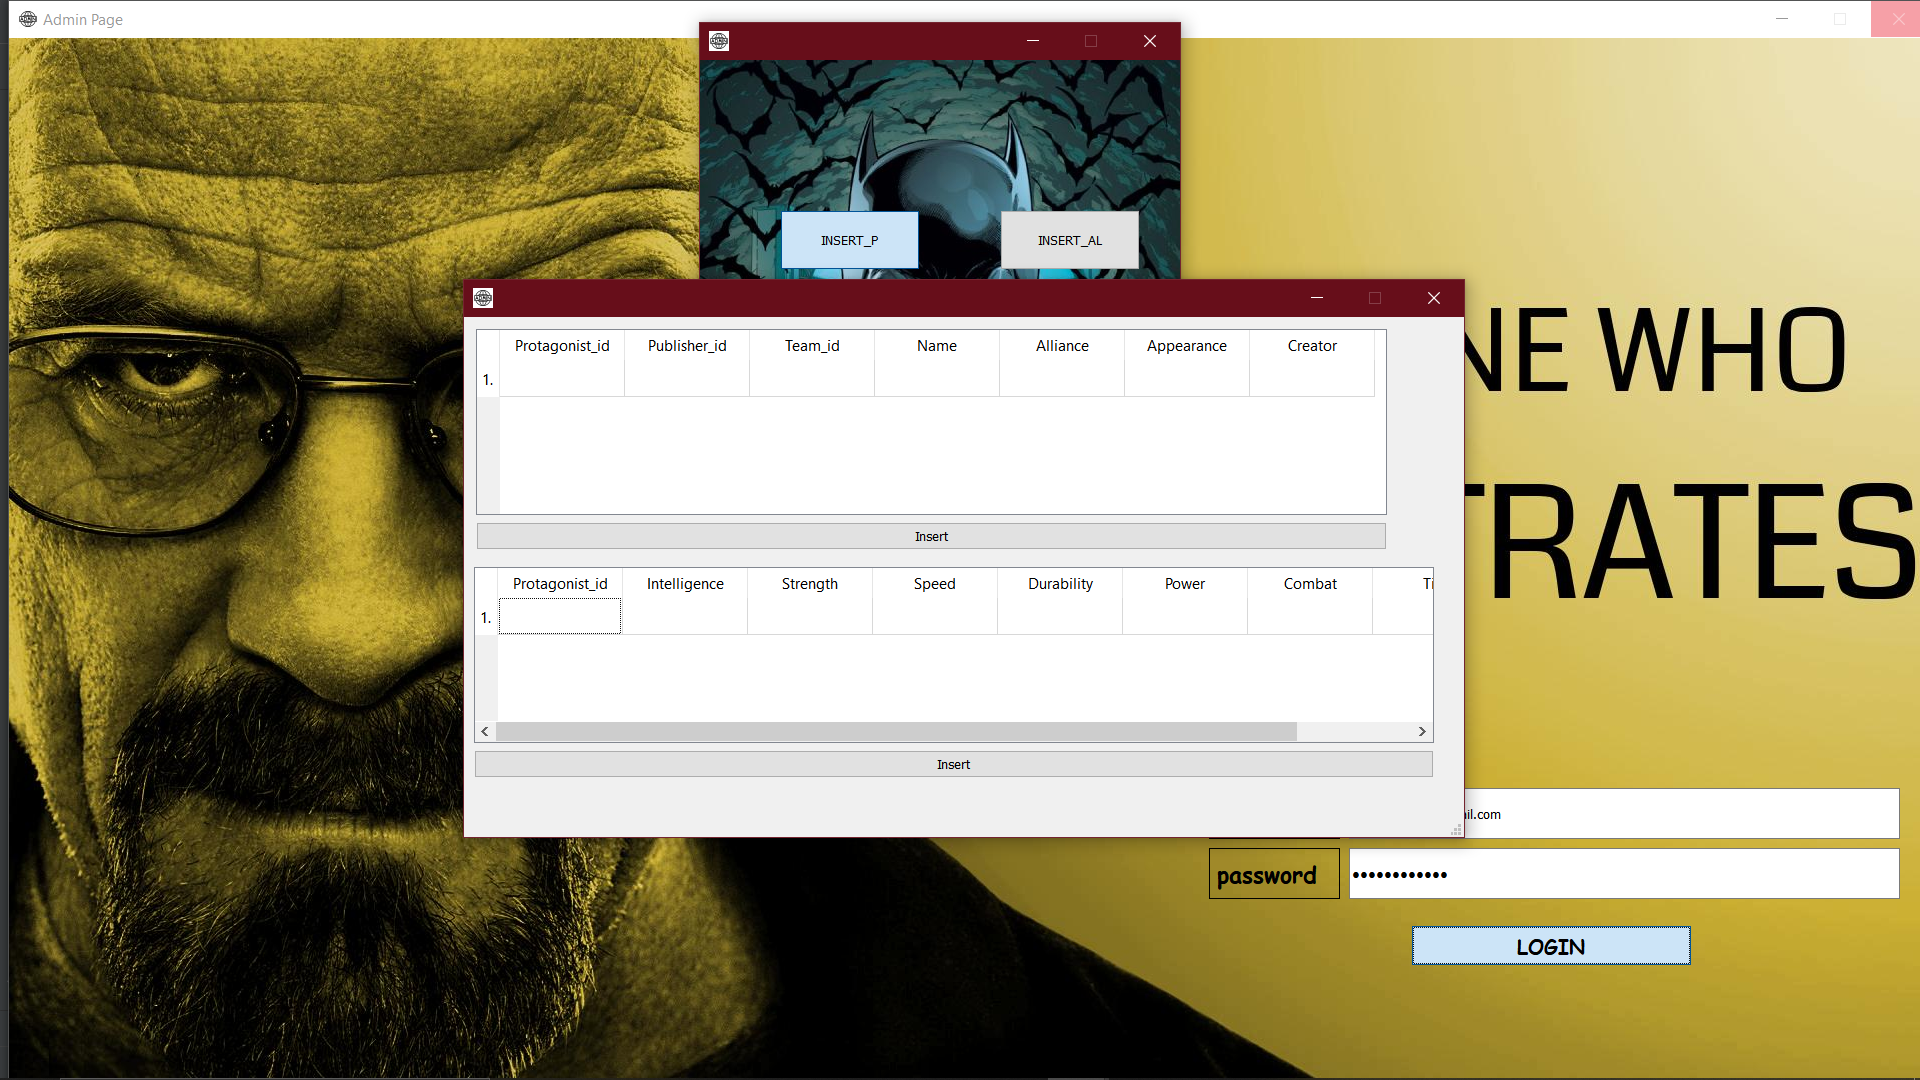 Admin Page
INSERT_P INSERT_AL
Protagonist_id Publisher_id Team_id Name Alliance Appearance Creator
1.
Insert
Protagonist_id Intelligence Strength Speed Durability Power Combat Ti
1.
Insert
NE WHO
TRATES
ail.com
password ••••••••••••
LOGIN